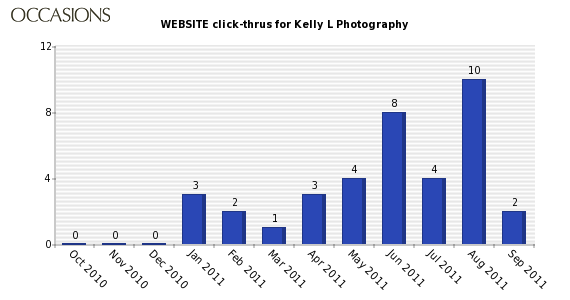 OCCASIONS
WEBSITE click-thrus for Kelly L Photography
12
8
4
0
0
0
0
3
2
1
3
4
8
4
10
2
Oct 2010
Nov 2010
Dec 2010
Jan 2011
Feb 2011
Mar 2011
Apr 2011
May 2011
Jun 2011
Jul 2011
Aug 2011
Sep 2011